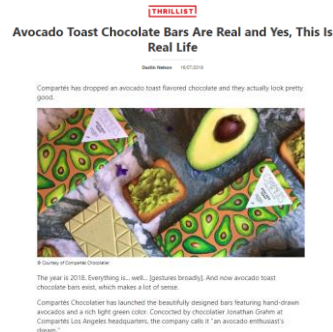 THRILLIST
Avocado Toast Chocolate Bars Are Real and Yes, This Is
Real Life
Dustin Nelson 16/07/2018
Compartés has dropped an avocado toast flavored chocolate and they actually look pretty
good.
© Courtesy of Compartés Chocolatier
The year is 2018. Everything is... well... [gestures broadly]. And now avocado toast
chocolate bars exist, which makes a lot of sense.
Compartés Chocolatier has launched the beautifully designed bars featuring hand-drawn
avocados and a rich light green color. Concocted by chocolatier Jonathan Grahm at
Compartés Los Angeles headquarters, the company calls it "an avocado enthusiast's
dream."